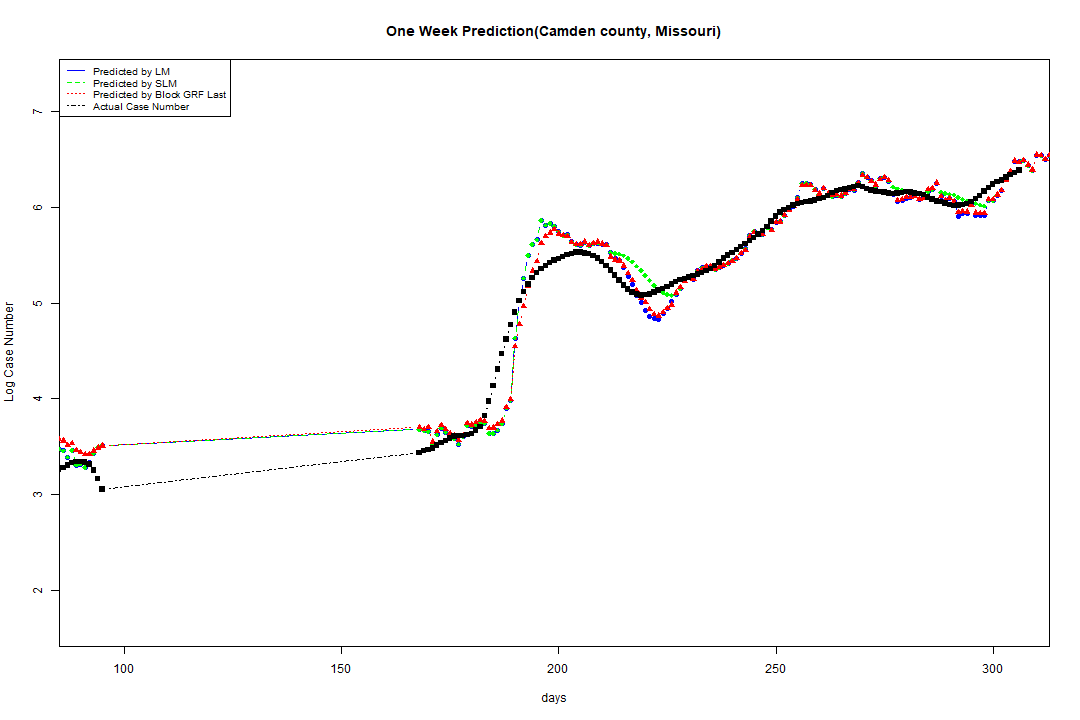 One Week Prediction(Camden county, Missouri)
Predicted by LM
Predicted by SLM
Predicted by Block GRF Last
Actual Case Number
Log Case Number
7
6
5
4
3
2
100
150
200
250
300
days